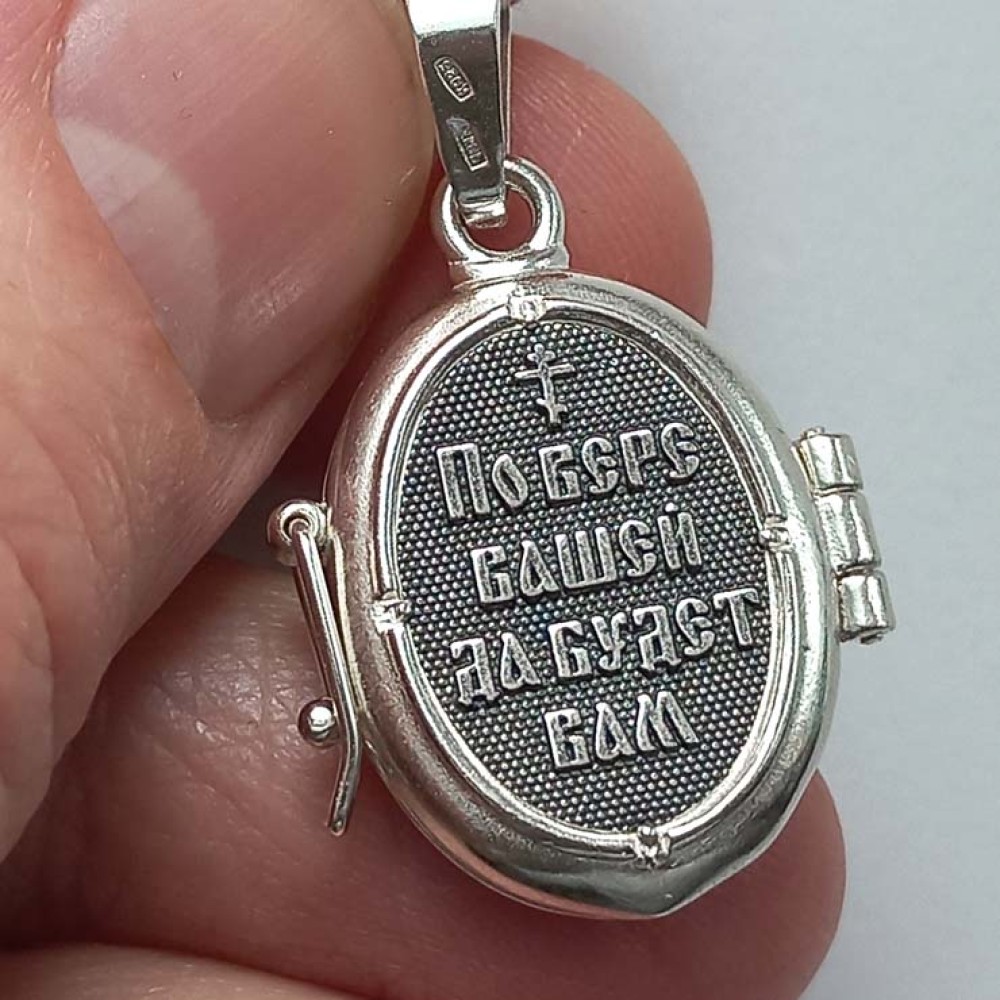 По вере
вашей
да будет
вам